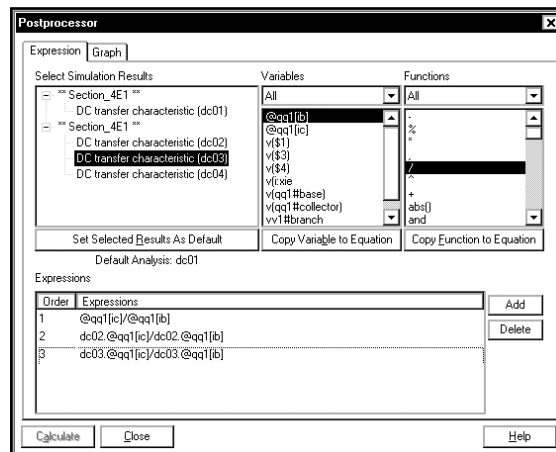 Postprocessor
Expression Graph
Select Simulation Results
** Section_4E1 **
DC transfer characteristic (dc01)
** Section_4E1 **
DC transfer characteristic (dc02)
DC transfer characteristic (dc03)
DC transfer characteristic (dc04)
Set Selected Results As Default
Default Analysis: dc01
Variables
All
@qq1[ib]
@qq1[ic]
v($1)
v($3)
v($4)
v(i:xie
v(qq1#base)
v(qq1#collector)
vv1#branch
Copy Variable to Equation
Functions
All
-
%
*
,
/
^
+
abs()
and
Copy Function to Equation
Expressions
Order Expressions
1 @qq1[ic]/@qq1[ib]
2 dc02.@qq1[ic]/dc02.@qq1[ib]
3 dc03.@qq1[ic]/dc03.@qq1[ib]
Add
Delete
Calculate Close Help